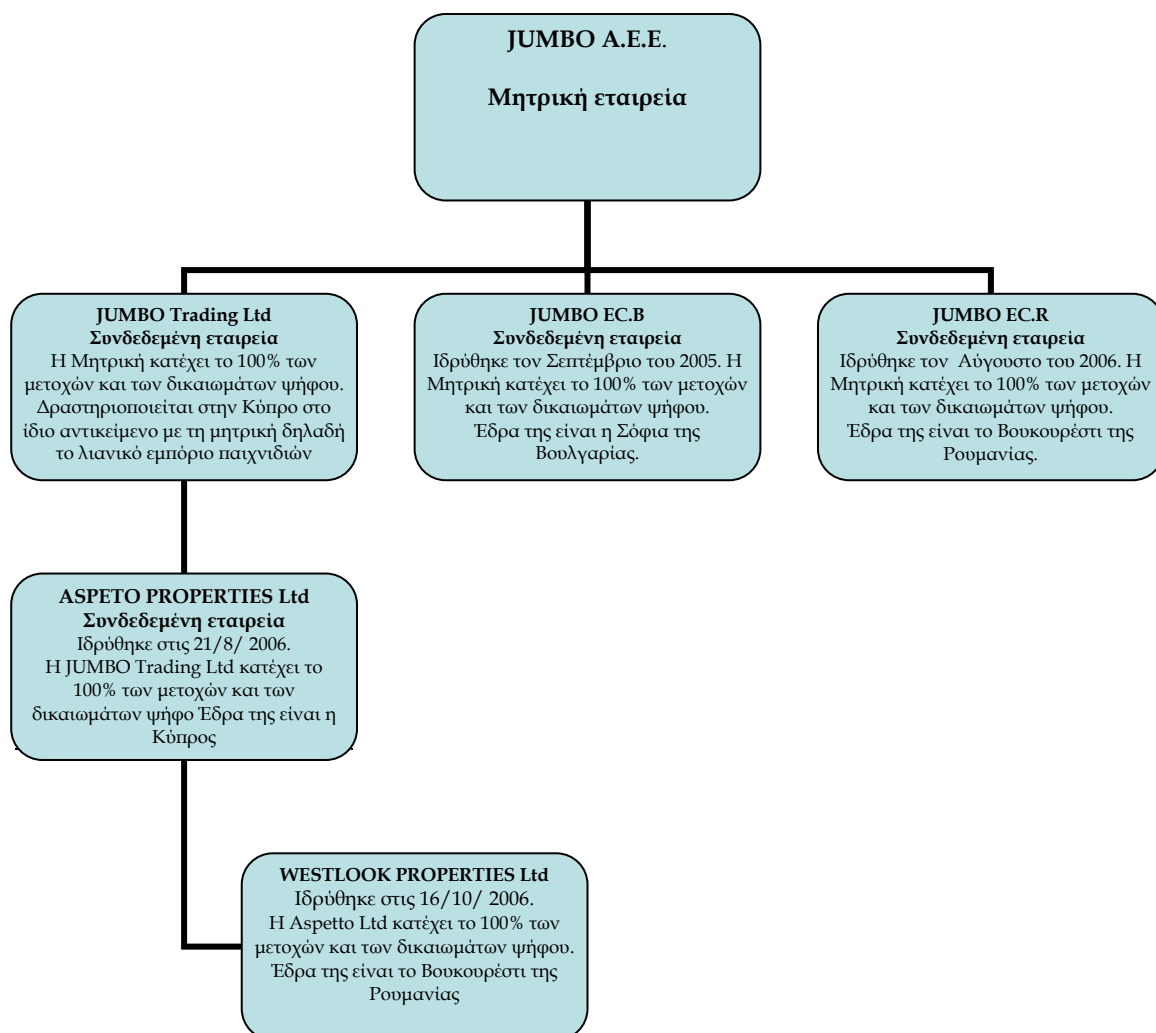 JUMBO A.E.E.
Μητρική εταιρεία
JUMBO Trading Ltd
Συνδεδεμένη εταιρεία
Η Μητρική κατέχει το 100% των
μετοχών και των δικαιωμάτων ψήφου.
Δραστηριοποιείται στην Κύπρο στο
ίδιο αντικείμενο με τη μητρική δηλαδή
το λιανικό εμπόριο παιχνιδιών
JUMBO EC.B
Συνδεδεμένη εταιρεία
Ιδρύθηκε τον Σεπτέμβριο του 2005. Η
Μητρική κατέχει το 100% των μετοχών
και των δικαιωμάτων ψήφου.
Έδρα της είναι η Σόφια της
Βουλγαρίας.
JUMBO EC.R
Συνδεδεμένη εταιρεία
Ιδρύθηκε τον Αύγουστο του 2006. Η
Μητρική κατέχει το 100% των μετοχών
και των δικαιωμάτων ψήφου.
Έδρα της είναι το Βουκουρέστι της
Ρουμανίας.
ASPETO PROPERTIES Ltd
Συνδεδεμένη εταιρεία
Ιδρύθηκε στις 21/8/ 2006.
Η JUMBO Trading Ltd κατέχει το
100% των μετοχών και των
δικαιωμάτων ψήφο Έδρα της είναι η
Κύπρος
WESTLOOK PROPERTIES Ltd
Ιδρύθηκε στις 16/10/ 2006.
Η Aspetto Ltd κατέχει το 100% των
μετοχών και των δικαιωμάτων ψήφου.
Έδρα της είναι το Βουκουρέστι της
Ρουμανίας